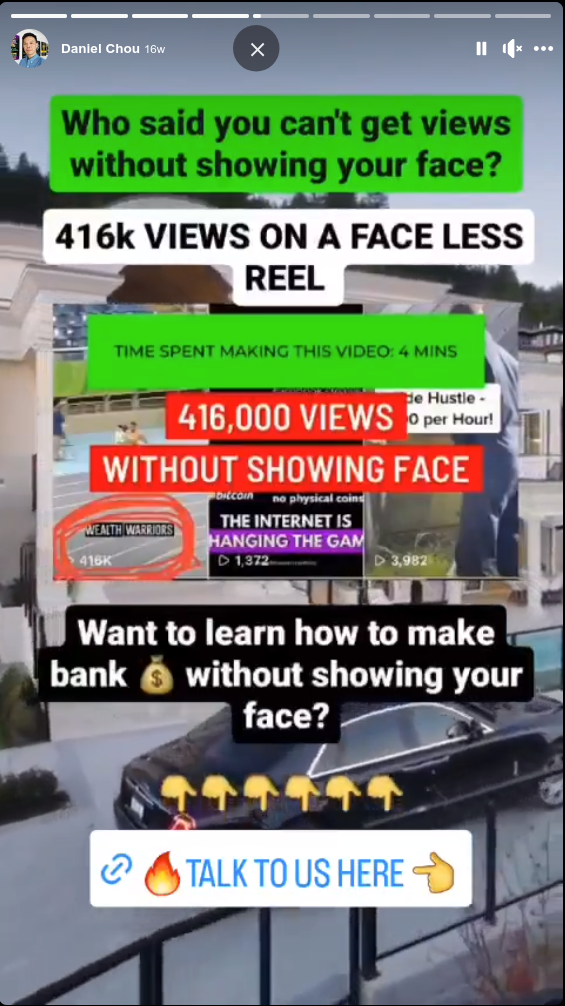 Daniel Chou 16w
Who said you can't get views
without showing your face?
416k VIEWS ON A FACE LESS
REEL
TIME SPENT MAKING THIS VIDEO: 4 MINS
de Hustle -
0 per Hour!
416,000 VIEWS
WITHOUT SHOWING FACE
Bitcoin no physical coins
WEALTH WARRIORS
THE INTERNET IS
HANGING THE GAM
416K
1,372
3,982
Want to learn how to make
bank 💰 without showing your
face?
👇👇👇👇👇👇
🔥TALK TO US HERE 👈